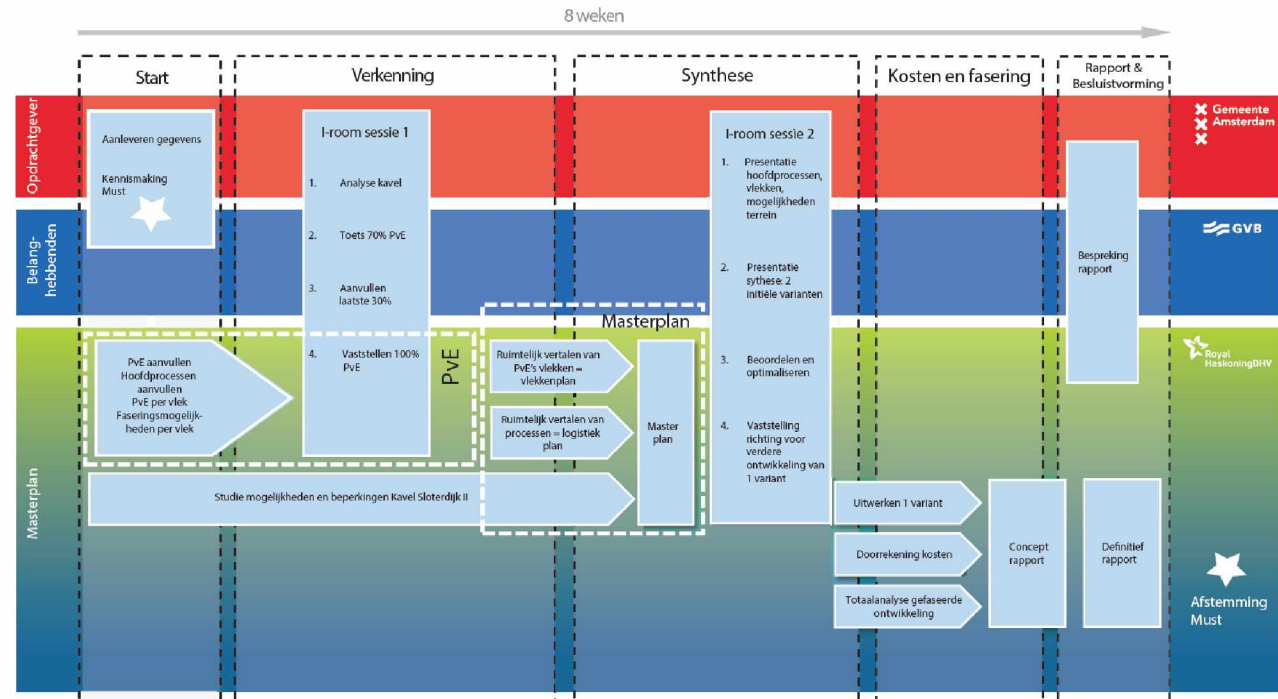 8 weken
Start
Verkenning
Synthese
Kosten en fasering
Rapport &
Besluistvorming
Opdrachtgever
Aanleveren gegevens
Kennismaking
Must
I-room sessie 1
1. Analyse kavel
2. Toets 70% PvE
3. Aanvullen
laatste 30%
4. Vaststellen 100%
PvE
I-room sessie 2
1. Presentatie
hoofdprocessen,
vlekken,
mogelijkheden
terrein
2. Presentatie
sythese: 2
initiële varianten
3. Beoordelen en
optimaliseren
4. Vaststelling
richting voor
verdere
ontwikkeling van
1 variant
Gemeente
Amsterdam
Belang-
hebbenden
Bespreking
rapport
GVB
Masterplan
PvE aanvullen
Hoofdprocessen
aanvullen
PvE per vlek
Faseringsmogelijk-
heden per vlek
PvE
Masterplan
Ruimtelijk vertalen van
PvE's vlekken =
vlekkenplan
Ruimtelijk vertalen van
processen = logistiek
plan
Master
plan
Studie mogelijkheden en beperkingen Kavel Sloterdijk II
Uitwerken 1 variant
Doorrekening kosten
Totaalanalyse gefaseerde
ontwikkeling
Concept
rapport
Definitief
rapport
Royal
HaskoningDHV
Afstemming
Must